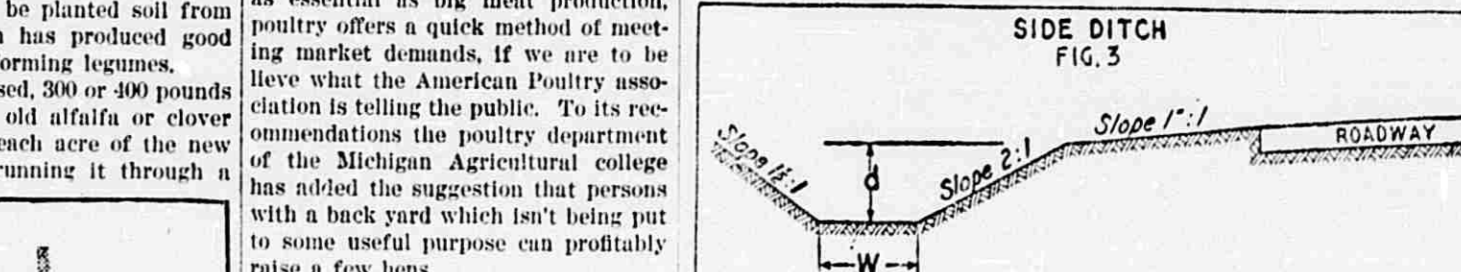 be planted soil from
has produced good
orming legumes.
sed, 300 or 400 pounds
old alfalfa or clover
each acre of the new
running it through a
as essential as big meat production,
poultry offers a quick method of meet-
ing market demands, if we are to be
lieve what the American Poultry asso-
ciation is telling the public. To its rec-
ommendations the poultry department
of the Michigan Agricultural college
has added the suggestion that persons
with a back yard which isn't being put
to some useful purpose can profitably
raise a few hens.
SIDE DITCH
FIG. 3
Slope 1":1
ROADWAY
Slope 2:1
d
W